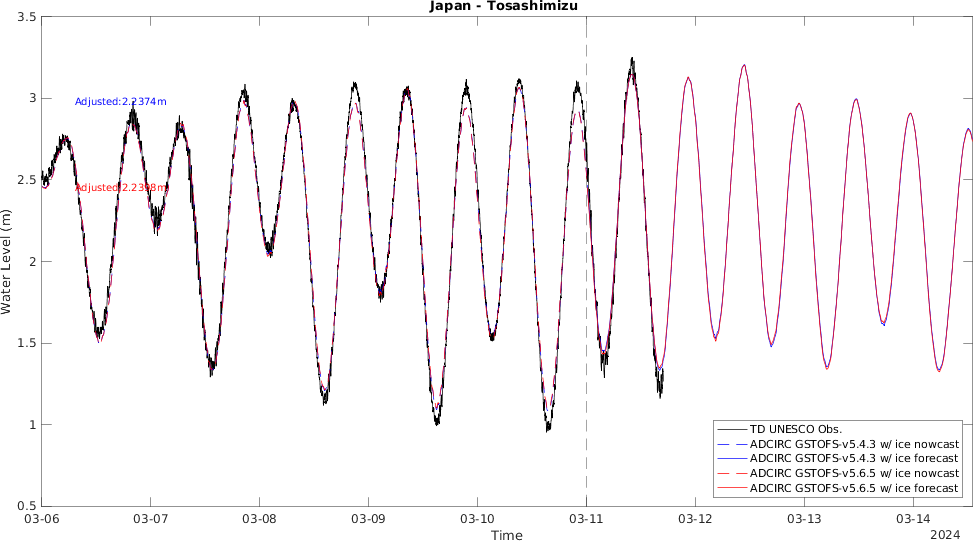 Japan - Tosashimizu
3.5
3
2.5
2
1.5
1
0.5
Water Level (m)
Adjusted:2.2374m
Adjusted:2.2398m
TD UNESCO Obs.
ADCIRC GSTOFS-v5.4.3 w/ ice nowcast
ADCIRC GSTOFS-v5.4.3 w/ ice forecast
ADCIRC GSTOFS-v5.6.5 w/ ice nowcast
ADCIRC GSTOFS-v5.6.5 w/ ice forecast
03-06 03-07 03-08 03-09 03-10 03-11 03-12 03-13 03-14
Time
2024